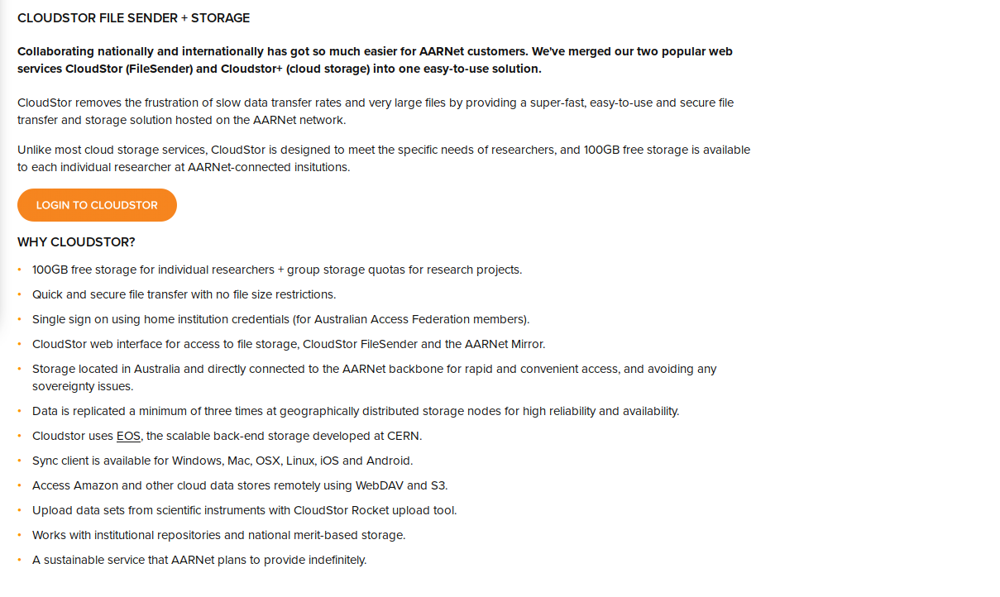 CLOUDSTOR FILE SENDER + STORAGE
Collaborating nationally and internationally has got so much easier for AARNet customers. We've merged our two popular web
services CloudStor (FileSender) and Cloudstor+ (cloud storage) into one easy-to-use solution.
CloudStor removes the frustration of slow data transfer rates and very large files by providing a super-fast, easy-to-use and secure file
transfer and storage solution hosted on the AARNet network.
Unlike most cloud storage services, CloudStor is designed to meet the specific needs of researchers, and 100GB free storage is available
to each individual researcher at AARNet-connected insitutions.
LOGIN TO CLOUDSTOR
WHY CLOUDSTOR?
• 100GB free storage for individual researchers + group storage quotas for research projects.
• Quick and secure file transfer with no file size restrictions.
• Single sign on using home institution credentials (for Australian Access Federation members).
• CloudStor web interface for access to file storage, CloudStor FileSender and the AARNet Mirror.
• Storage located in Australia and directly connected to the AARNet backbone for rapid and convenient access, and avoiding any
sovereignty issues.
• Data is replicated a minimum of three times at geographically distributed storage nodes for high reliability and availability.
• Cloudstor uses EOS, the scalable back-end storage developed at CERN.
• Sync client is available for Windows, Mac, OSX, Linux, iOS and Android.
• Access Amazon and other cloud data stores remotely using WebDAV and S3.
• Upload data sets from scientific instruments with CloudStor Rocket upload tool.
• Works with institutional repositories and national merit-based storage.
• A sustainable service that AARNet plans to provide indefinitely.